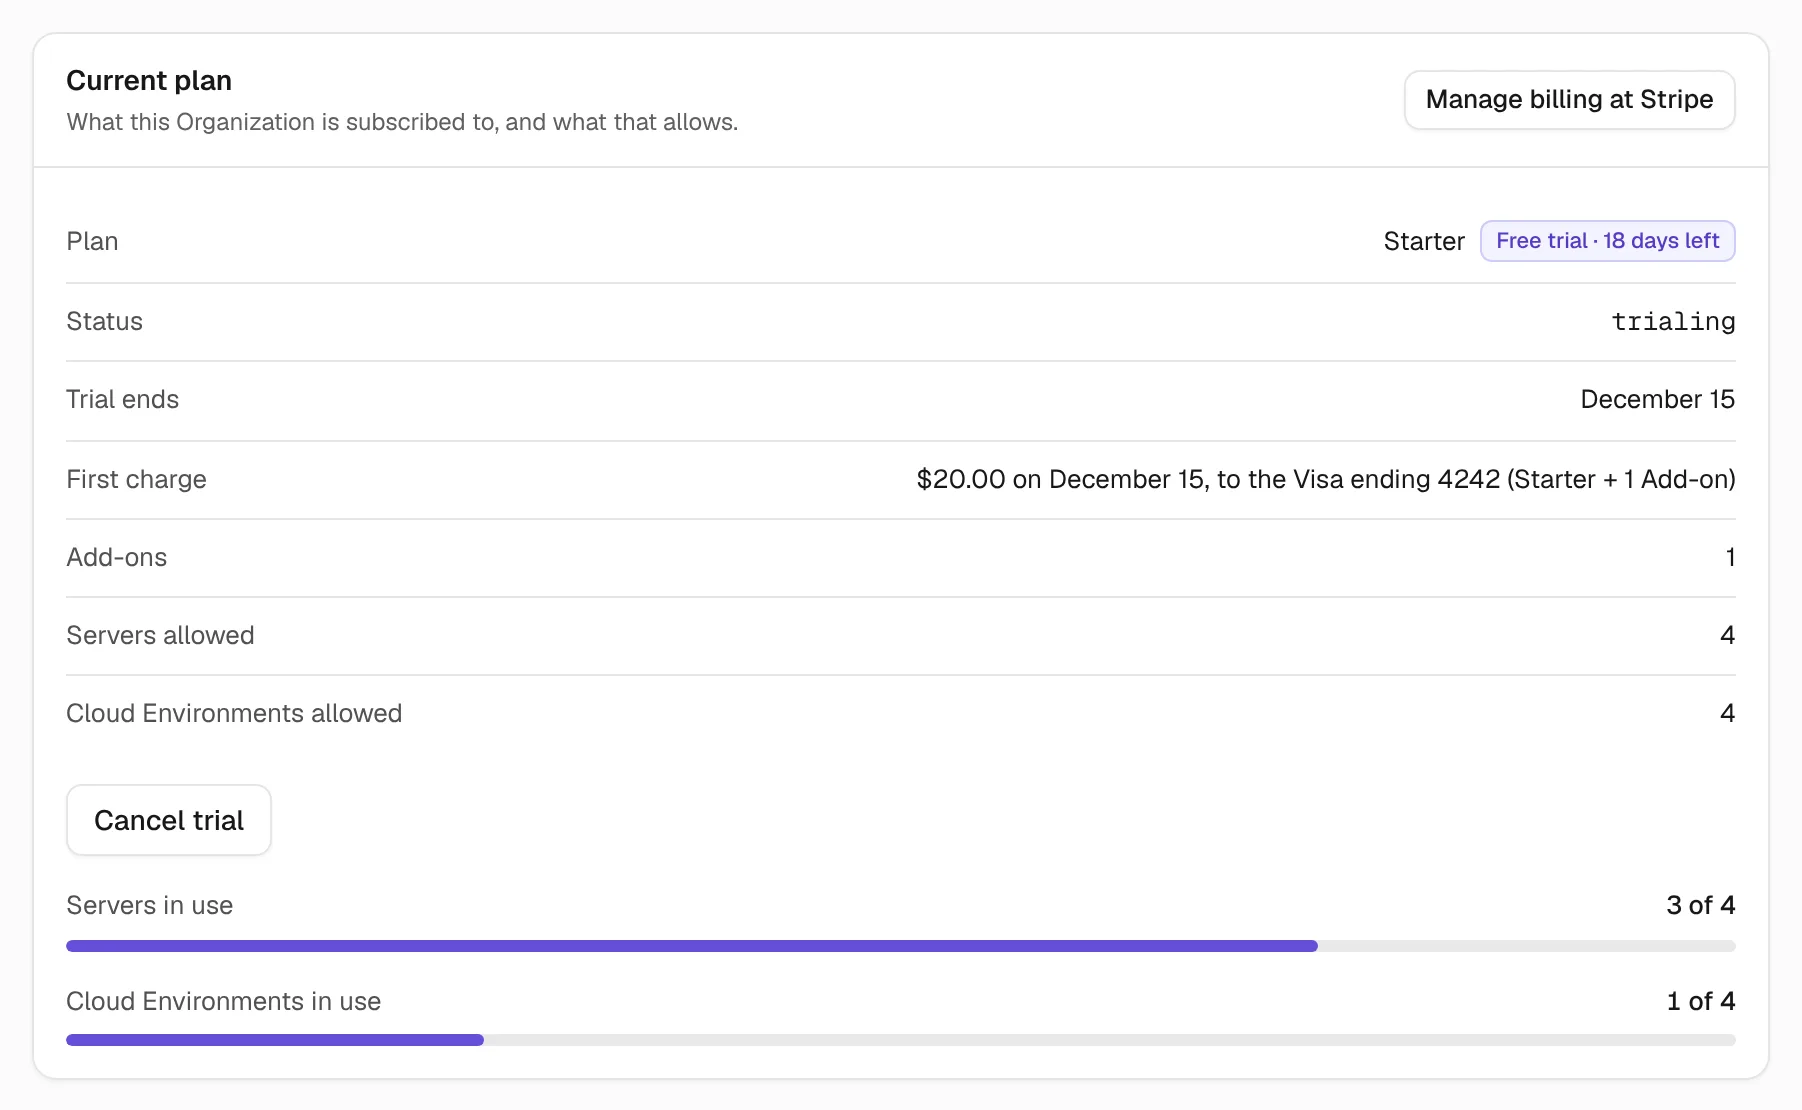 Current plan
What this Organization is subscribed to, and what that allows.
Manage billing at Stripe
Plan
Starter
Free trial · 18 days left
Status
trialing
Trial ends
December 15
First charge
$20.00 on December 15, to the Visa ending 4242 (Starter + 1 Add-on)
Add-ons
1
Servers allowed
4
Cloud Environments allowed
4
Cancel trial
Servers in use
3 of 4
Cloud Environments in use
1 of 4